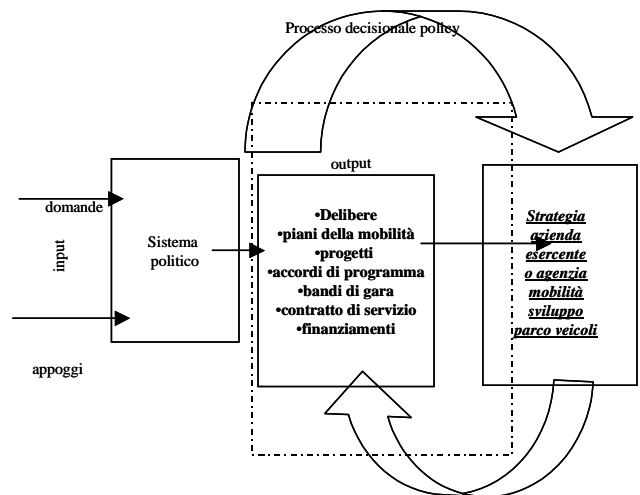 Processo decisionale policy
output
domande
input
appoggi
Sistema
politico
•Delibere
•piani della mobilità
•progetti
•accordi di programma
•bandi di gara
•contratto di servizio
•finanziamenti
Strategia
azienda
esercente
o agenzia
mobilità
sviluppo
parco veicoli